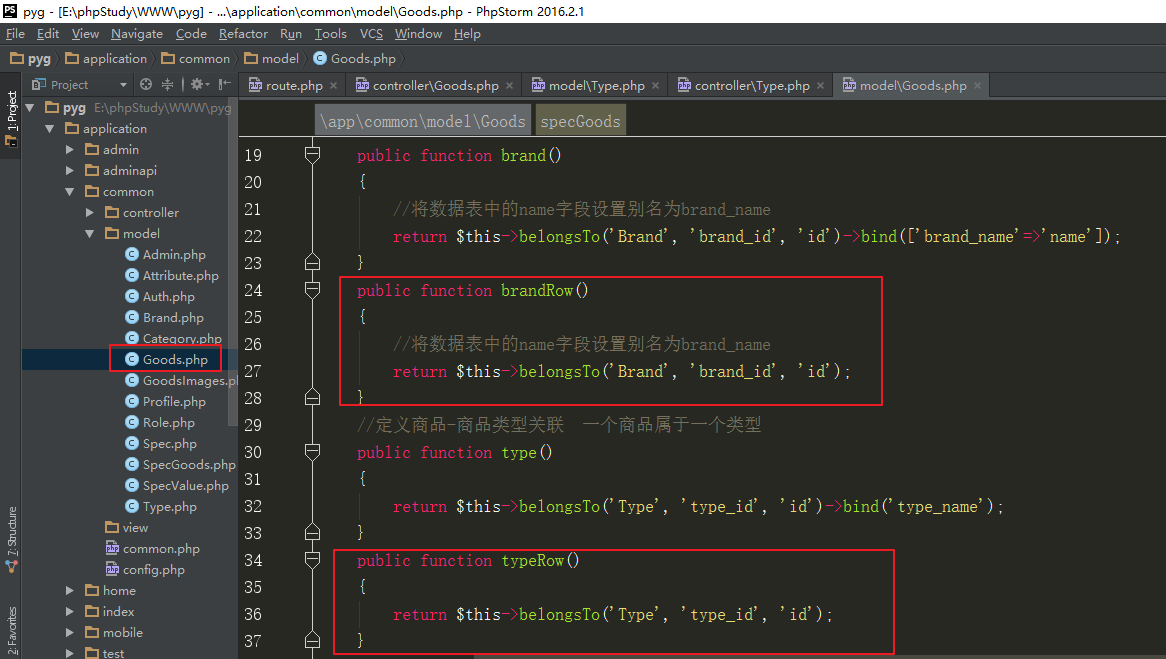 PS pyg - [E:\phpStudy\WWW\pyg] - ...\application\common\model\Goods.php - PhpStorm 2016.2.1
File Edit View Navigate Code Refactor Run Tools VCS Window Help
pyg application common model Goods.php
Project route.php controller\Goods.php model\Type.php controller\Type.php model\Goods.php
1: Project
7: Structure
2: Favorites
pyg E:\phpStudy\WWW\pyg
application
admin
adminapi
common
controller
model
Admin.php
Attribute.php
Auth.php
Brand.php
Category.php
Goods.php
GoodsImages.p
Profile.php
Role.php
Spec.php
SpecGoods.php
SpecValue.php
Type.php
view
common.php
config.php
home
index
mobile
test
\app\common\model\Goods specGoods
19 public function brand()
20 {
21 //将数据表中的name字段设置别名为brand_name
22 return $this->belongsTo('Brand', 'brand_id', 'id')->bind(['brand_name'=>'name']);
23 }
24 public function brandRow()
25 {
26 //将数据表中的name字段设置别名为brand_name
27 return $this->belongsTo('Brand', 'brand_id', 'id');
28 }
29 //定义商品-商品类型关联 一个商品属于一个类型
30 public function type()
31 {
32 return $this->belongsTo('Type', 'type_id', 'id')->bind('type_name');
33 }
34 public function typeRow()
35 {
36 return $this->belongsTo('Type', 'type_id', 'id');
37 }